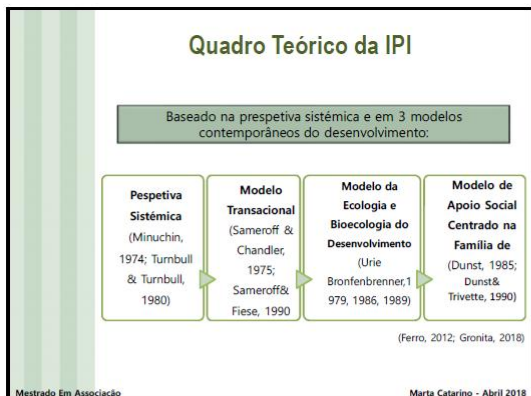 Quadro Teórico da IPI
Baseado na prespetiva sistémica e em 3 modelos
contemporâneos do desenvolvimento:
Pespetiva
Sistémica
(Minuchin,
1974; Turnbull
& Turnbull,
1980)
Modelo
Transacional
(Sameroff &
Chandler,
1975;
Sameroff&
Fiese, 1990
Modelo da
Ecologia e
Bioecologia do
Desenvolvimento
(Urie
Bronfenbrenner,1
979, 1986, 1989)
Modelo de
Apoio Social
Centrado na
Família de
(Dunst, 1985;
Dunst&
Trivette, 1990)
(Ferro, 2012; Gronita, 2018)
Mestrado Em Associação
Marta Catarino - Abril 2018